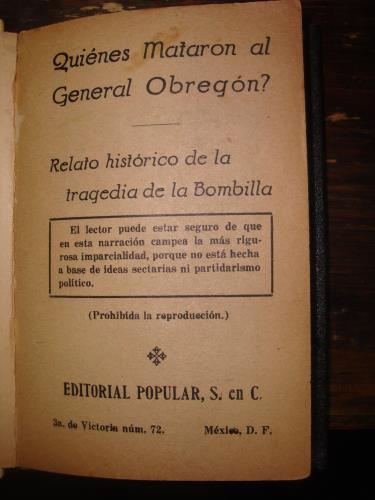 Quiénes Mataron al
General Obregón?
Relato histórico de la
tragedia de la Bombilla
El lector puede estar seguro de que
en esta narración campea la más rigu-
rosa imparcialidad, porque no está hecha
a base de ideas sectarias ni partidarismo
político.
(Prohibida la reproducción.)
EDITORIAL POPULAR, S. en C.
3a. de Victoria núm. 72. México, D. F.